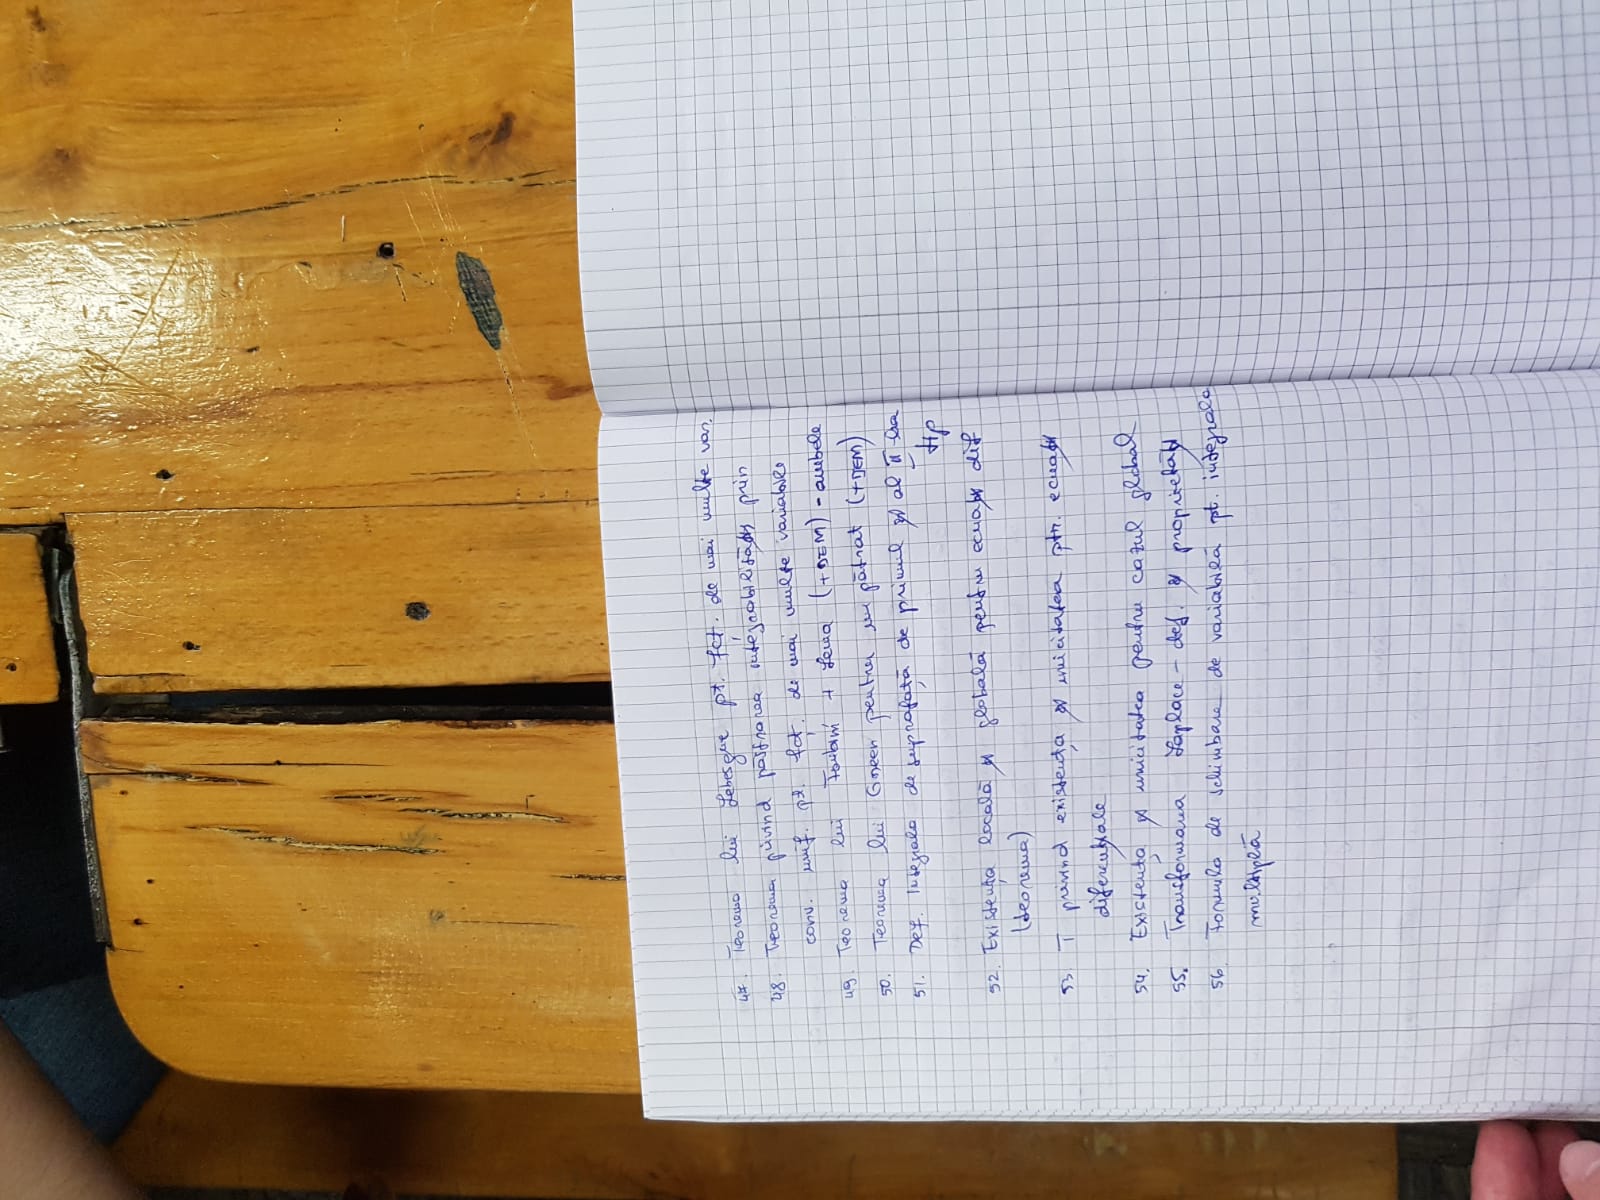 47. Teorema lui Lebesgue pt. fct. de mai multe var.
48. Teorema privind păstrarea integrabilității prin
conv. unif. pt. fct. de mai multe variabile
49. Teorema lui Fubini + Lema (+DEM) - ambele
50. Teorema lui Green pentru un pătrat (+DEM)
51. Def. Integrala de suprafață de primul și al II lea
tip
52. Existența locală și globală pentru ecuații dif
(teorema)
53. T privind existența și unicitatea ptr. ecuații
diferențiale
54. Existența și unicitatea pentru cazul global
55. Transformarea Laplace - def. și proprietăți
56. Formula de schimbare de variabilă pt. integrala
multiplă